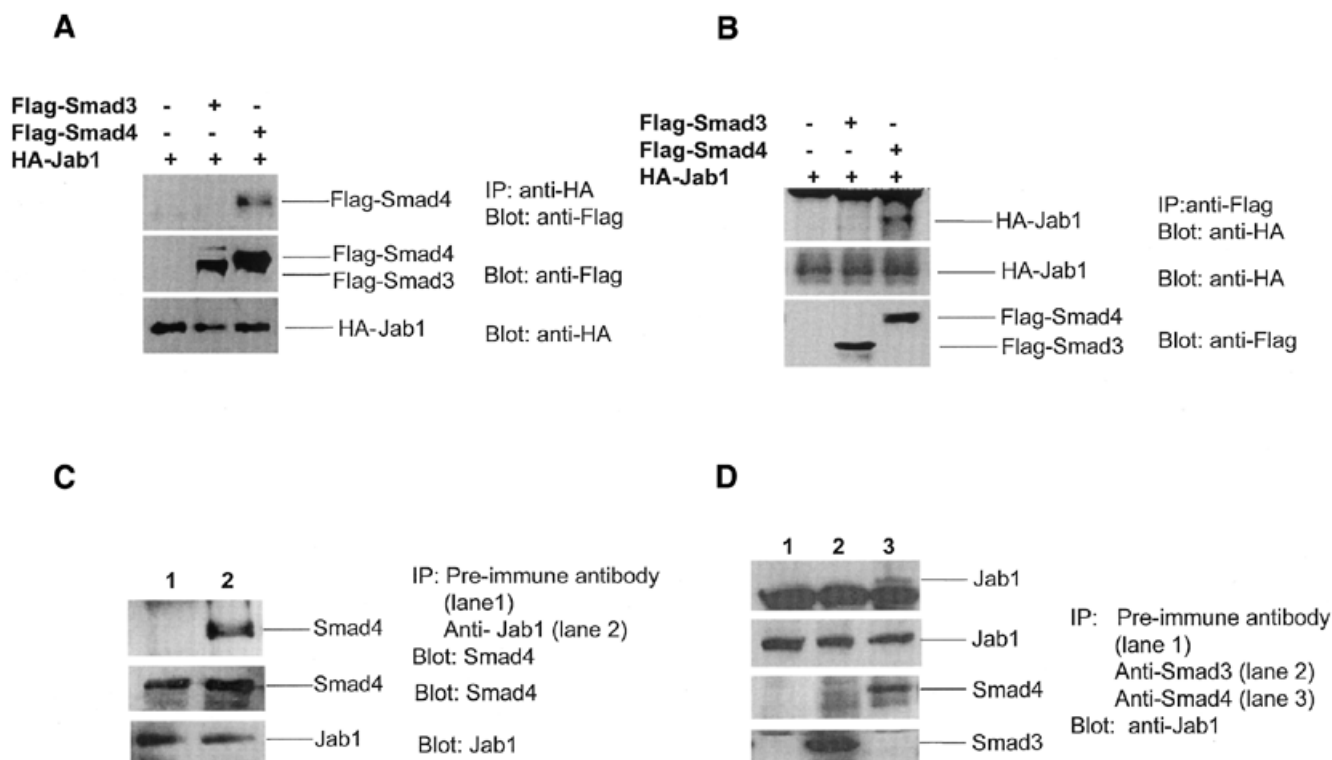 A
Flag-Smad3 - + -
Flag-Smad4 - - +
HA-Jab1 + + +
Flag-Smad4
IP: anti-HA
Blot: anti-Flag
Flag-Smad4
Flag-Smad3
Blot: anti-Flag
HA-Jab1
Blot: anti-HA
B
Flag-Smad3 - + -
Flag-Smad4 - - +
HA-Jab1 + + +
HA-Jab1
IP:anti-Flag
Blot: anti-HA
HA-Jab1
Blot: anti-HA
Flag-Smad4
Flag-Smad3
Blot: anti-Flag
C
1 2
Smad4
Smad4
Jab1
IP: Pre-immune antibody
(lane1)
Anti- Jab1 (lane 2)
Blot: Smad4
Blot: Smad4
Blot: Jab1
D
1 2 3
Jab1
Jab1
Smad4
Smad3
IP: Pre-immune antibody
(lane 1)
Anti-Smad3 (lane 2)
Anti-Smad4 (lane 3)
Blot: anti-Jab1